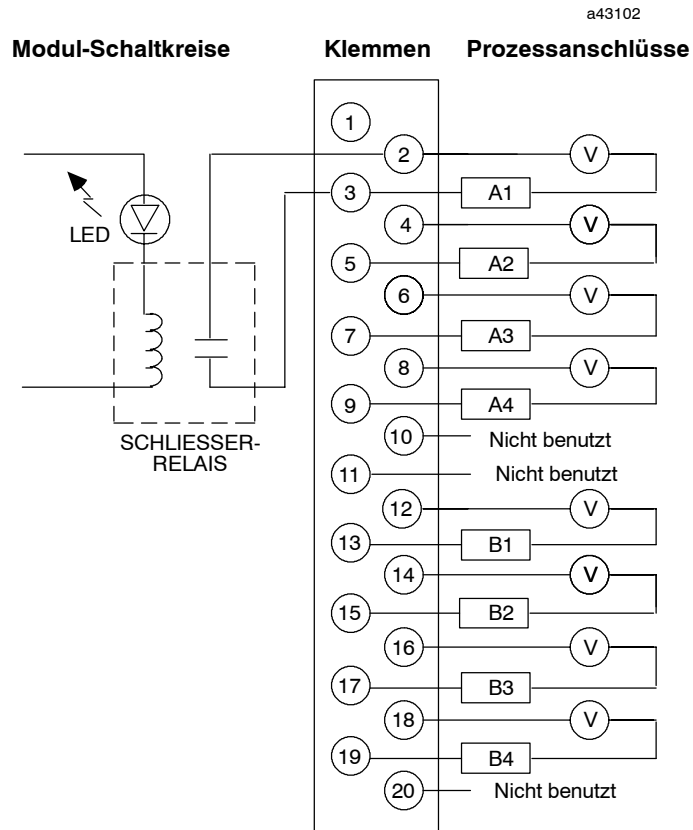 a43102
Modul-Schaltkreise Klemmen Prozessanschlüsse
1
2 V
3 A1
LED
4 V
5 A2
6 V
7 A3
8 V
9 A4
SCHLIESSER-
RELAIS
10 Nicht benutzt
11 Nicht benutzt
12 V
13 B1
14 V
15 B2
16 V
17 B3
18 V
19 B4
20 Nicht benutzt